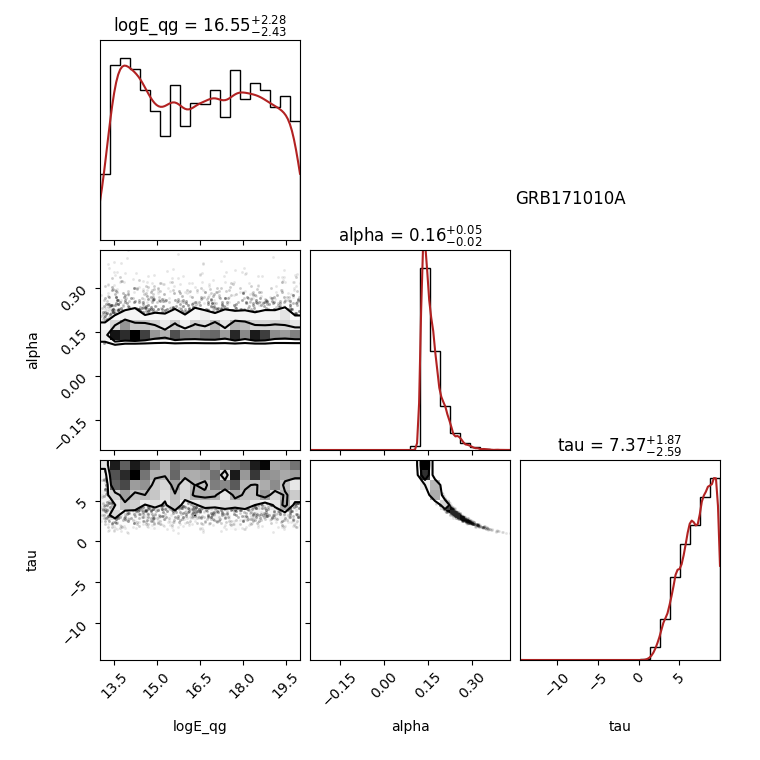 logE_qg = 16.55+2.28 −2.43
GRB171010A
alpha = 0.16+0.05 −0.02
0.30
0.15
0.00
−0.15
alpha
tau = 7.37+1.87 −2.59
5
0
−5
−10
tau
13.5 15.0 16.5 18.0 19.5
−0.15 0.00 0.15 0.30
−10 −5 0 5
logE_qg alpha tau